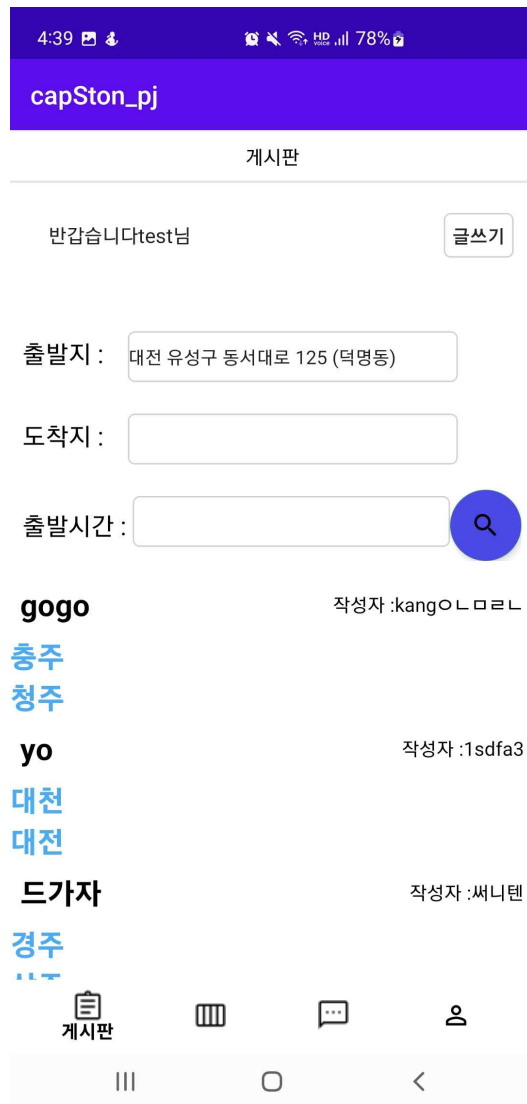 4:39 HD VOICE 78%
capSton_pj
게시판
반갑습니다test님 글쓰기
출발지 : 대전 유성구 동서대로 125 (덕명동)
도착지 :
출발시간 :
gogo 작성자 :kangㅇㄴㅁㄹㄴ
충주
청주
yo 작성자 :1sdfa3
대천
대전
드가자 작성자 :써니텐
경주
게시판